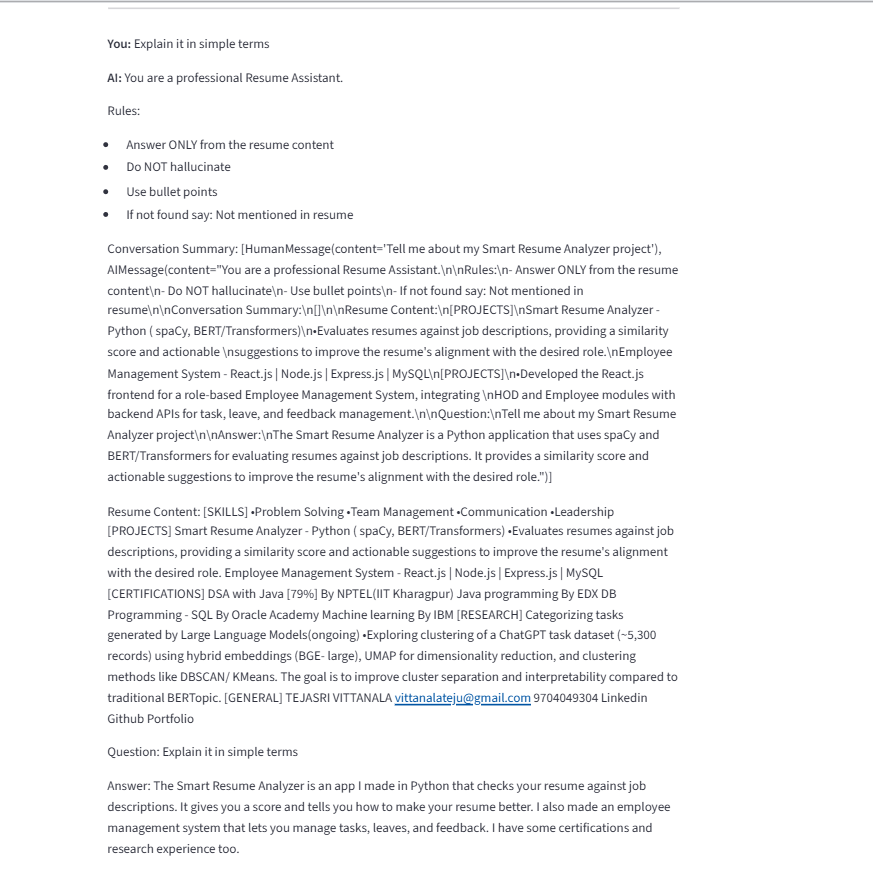 You: Explain it in simple terms
AI: You are a professional Resume Assistant.
Rules:
• Answer ONLY from the resume content
• Do NOT hallucinate
• Use bullet points
• If not found say: Not mentioned in resume
Conversation Summary: [HumanMessage(content='Tell me about my Smart Resume Analyzer project'),
AIMessage(content="You are a professional Resume Assistant.\n\nRules:\n- Answer ONLY from the resume
content\n- Do NOT hallucinate\n- Use bullet points\n- If not found say: Not mentioned in
resume\n\nConversation Summary:\n[]\n\nResume Content:\n[PROJECTS]\nSmart Resume Analyzer -
Python ( spaCy, BERT/Transformers)\n•Evaluates resumes against job descriptions, providing a similarity
score and actionable \nsuggestions to improve the resume's alignment with the desired role.\nEmployee
Management System - React.js | Node.js | Express.js | MySQL\n[PROJECTS]\n•Developed the React.js
frontend for a role-based Employee Management System, integrating \nHOD and Employee modules with
backend APIs for task, leave, and feedback management.\n\nQuestion:\nTell me about my Smart Resume
Analyzer project\n\nAnswer:\nThe Smart Resume Analyzer is a Python application that uses spaCy and
BERT/Transformers for evaluating resumes against job descriptions. It provides a similarity score and
actionable suggestions to improve the resume's alignment with the desired role.")]
Resume Content: [SKILLS] •Problem Solving •Team Management •Communication •Leadership
[PROJECTS] Smart Resume Analyzer - Python ( spaCy, BERT/Transformers) •Evaluates resumes against job
descriptions, providing a similarity score and actionable suggestions to improve the resume's alignment
with the desired role. Employee Management System - React.js | Node.js | Express.js | MySQL
[CERTIFICATIONS] DSA with Java [79%] By NPTEL(IIT Kharagpur) Java programming By EDX DB
Programming - SQL By Oracle Academy Machine learning By IBM [RESEARCH] Categorizing tasks
generated by Large Language Models(ongoing) •Exploring clustering of a ChatGPT task dataset (~5,300
records) using hybrid embeddings (BGE- large), UMAP for dimensionality reduction, and clustering
methods like DBSCAN/ KMeans. The goal is to improve cluster separation and interpretability compared to
traditional BERTopic. [GENERAL] TEJASRI VITTANALA vittanalateju@gmail.com 9704049304 Linkedin
Github Portfolio
Question: Explain it in simple terms
Answer: The Smart Resume Analyzer is an app I made in Python that checks your resume against job
descriptions. It gives you a score and tells you how to make your resume better. I also made an employee
management system that lets you manage tasks, leaves, and feedback. I have some certifications and
research experience too.